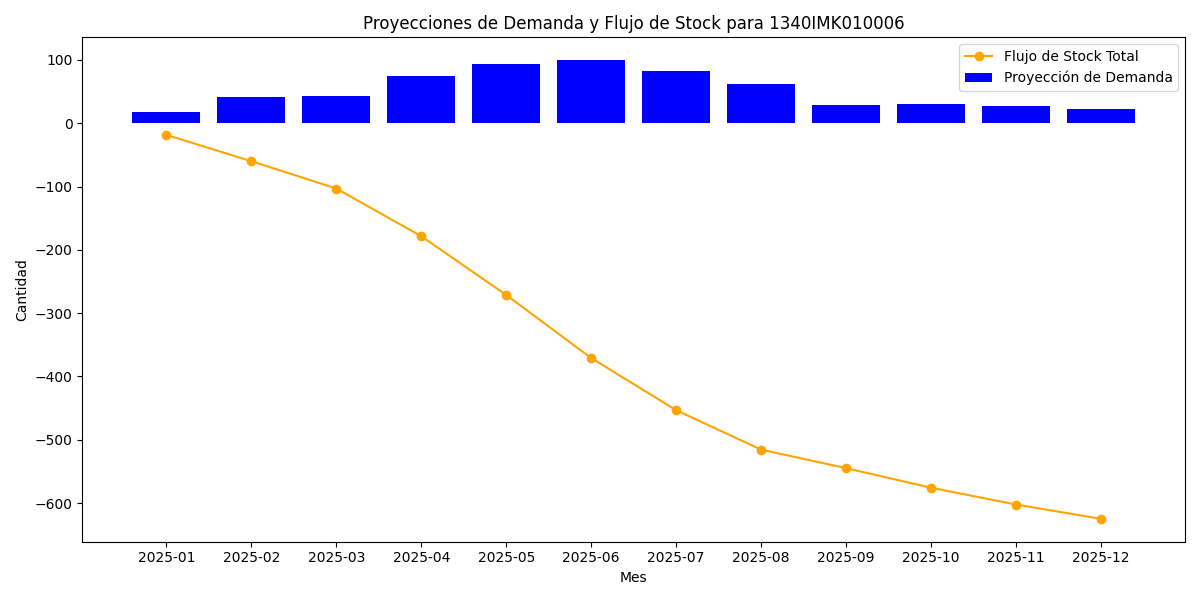 Proyecciones de Demanda y Flujo de Stock para 1340IMK010006
Flujo de Stock Total
Proyección de Demanda
Cantidad
100
0
−100
−200
−300
−400
−500
−600
2025-01 2025-02 2025-03 2025-04 2025-05 2025-06 2025-07 2025-08 2025-09 2025-10 2025-11 2025-12
Mes